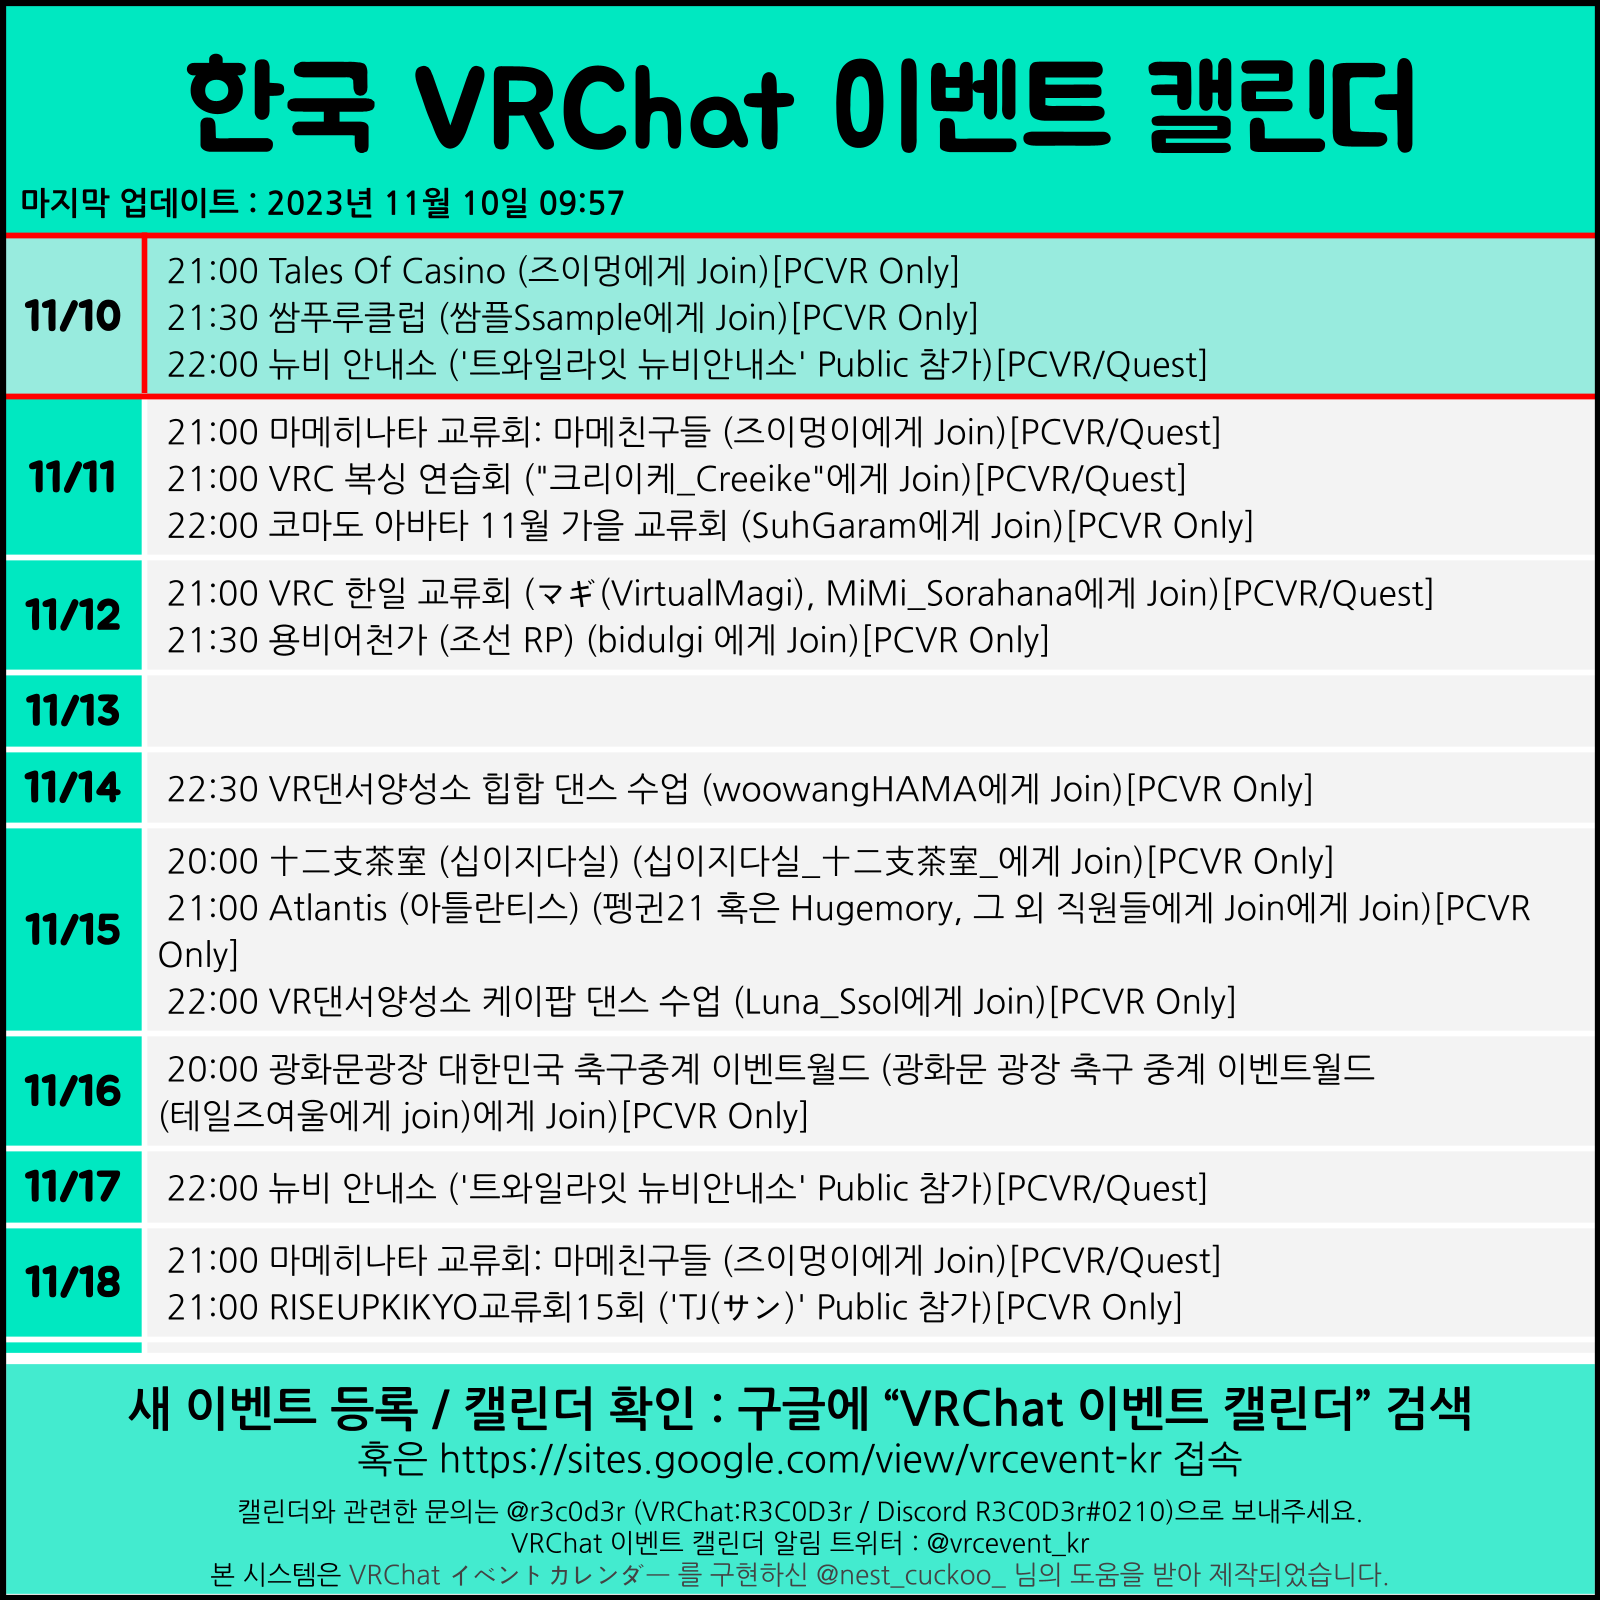 한국 VRChat 이벤트 캘린더
마지막 업데이트 : 2023년 11월 10일 09:57
11/10
21:00 Tales Of Casino (즈이멍에게 Join)[PCVR Only]
21:30 쌈푸루클럽 (쌈플Ssample에게 Join)[PCVR Only]
22:00 뉴비 안내소 ('트와일라잇 뉴비안내소' Public 참가)[PCVR/Quest]
11/11
21:00 마메히나타 교류회: 마메친구들 (즈이멍이에게 Join)[PCVR/Quest]
21:00 VRC 복싱 연습회 ("크리이케_Creeike"에게 Join)[PCVR/Quest]
22:00 코마도 아바타 11월 가을 교류회 (SuhGaram에게 Join)[PCVR Only]
11/12
21:00 VRC 한일 교류회 (マギ(VirtualMagi), MiMi_Sorahana에게 Join)[PCVR/Quest]
21:30 용비어천가 (조선 RP) (bidulgi 에게 Join)[PCVR Only]
11/13
11/14
22:30 VR댄서양성소 힙합 댄스 수업 (woowangHAMA에게 Join)[PCVR Only]
11/15
20:00 十二支茶室 (십이지다실) (십이지다실_十二支茶室_에게 Join)[PCVR Only]
21:00 Atlantis (아틀란티스) (펭귄21 혹은 Hugemory, 그 외 직원들에게 Join에게 Join)[PCVR
Only]
22:00 VR댄서양성소 케이팝 댄스 수업 (Luna_Ssol에게 Join)[PCVR Only]
11/16
20:00 광화문광장 대한민국 축구중계 이벤트월드 (광화문 광장 축구 중계 이벤트월드
(테일즈여울에게 join)에게 Join)[PCVR Only]
11/17
22:00 뉴비 안내소 ('트와일라잇 뉴비안내소' Public 참가)[PCVR/Quest]
11/18
21:00 마메히나타 교류회: 마메친구들 (즈이멍이에게 Join)[PCVR/Quest]
21:00 RISEUPKIKYO교류회15회 ('TJ(サン)' Public 참가)[PCVR Only]
새 이벤트 등록 / 캘린더 확인 : 구글에 “VRChat 이벤트 캘린더” 검색
혹은 https://sites.google.com/view/vrcevent-kr 접속
캘린더와 관련한 문의는 @r3c0d3r (VRChat:R3C0D3r / Discord R3C0D3r#0210)으로 보내주세요.
VRChat 이벤트 캘린더 알림 트위터 : @vrcevent_kr
본 시스템은 VRChat イベントカレンダー 를 구현하신 @nest_cuckoo_ 님의 도움을 받아 제작되었습니다.